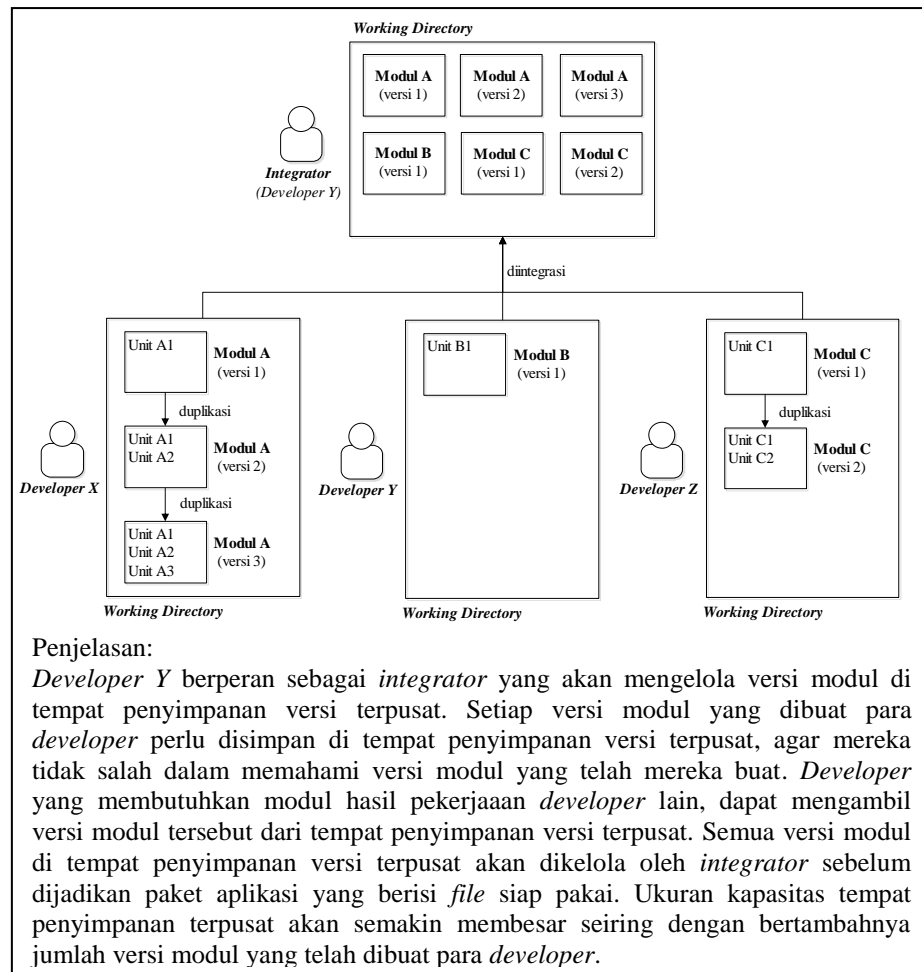 Working Directory
Modul A
(versi 1)
Modul A
(versi 2)
Modul A
(versi 3)
Modul B
(versi 1)
Modul C
(versi 1)
Modul C
(versi 2)
Integrator
(Developer Y)
diintegrasi
Unit A1
Modul A
(versi 1)
duplikasi
Unit A1
Unit A2
Modul A
(versi 2)
duplikasi
Unit A1
Unit A2
Unit A3
Modul A
(versi 3)
Developer X
Working Directory
Unit B1
Modul B
(versi 1)
Developer Y
Working Directory
Unit C1
Modul C
(versi 1)
duplikasi
Unit C1
Unit C2
Modul C
(versi 2)
Developer Z
Working Directory
Penjelasan:
Developer Y berperan sebagai integrator yang akan mengelola versi modul di
tempat penyimpanan versi terpusat. Setiap versi modul yang dibuat para
developer perlu disimpan di tempat penyimpanan versi terpusat, agar mereka
tidak salah dalam memahami versi modul yang telah mereka buat. Developer
yang membutuhkan modul hasil pekerjaaan developer lain, dapat mengambil
versi modul tersebut dari tempat penyimpanan versi terpusat. Semua versi modul
di tempat penyimpanan versi terpusat akan dikelola oleh integrator sebelum
dijadikan paket aplikasi yang berisi file siap pakai. Ukuran kapasitas tempat
penyimpanan terpusat akan semakin membesar seiring dengan bertambahnya
jumlah versi modul yang telah dibuat para developer.